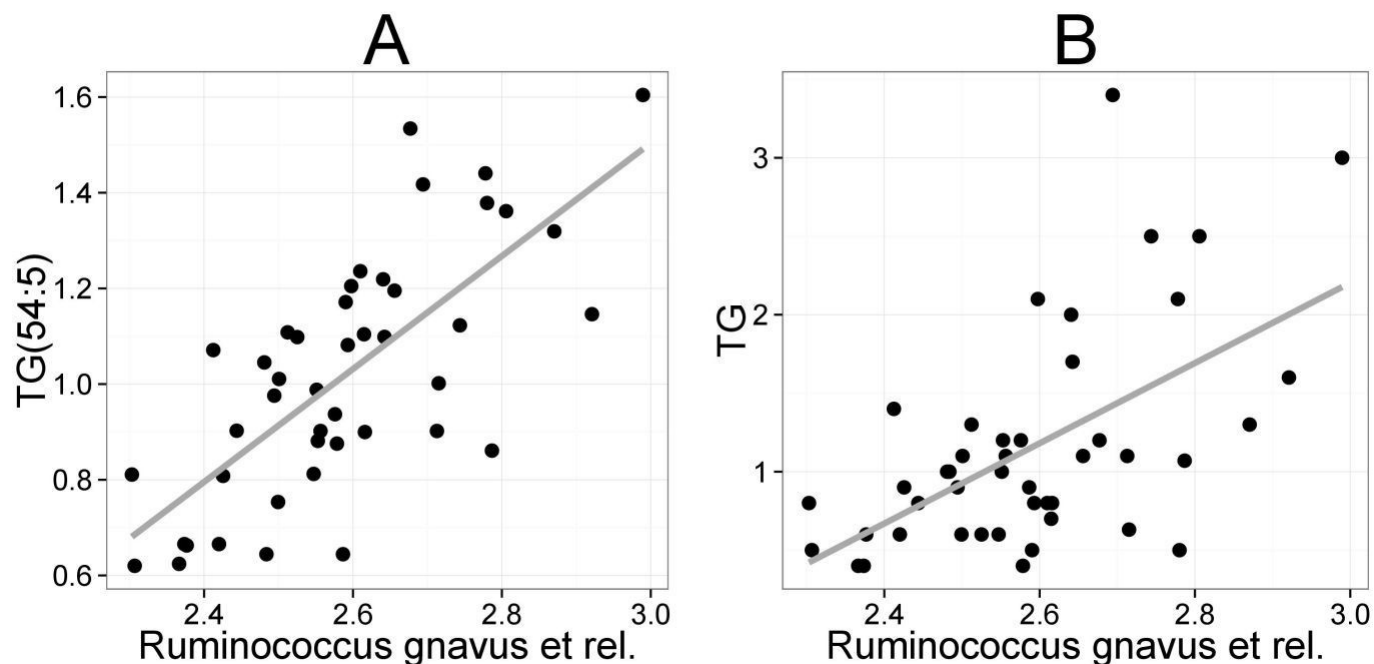 A
B
TG(54:5)
1.6
1.4
1.2
1.0
0.8
0.6
2.4 2.6 2.8 3.0
Ruminococcus gnavus et rel.
TG
3
2
1
2.4 2.6 2.8 3.0
Ruminococcus gnavus et rel.